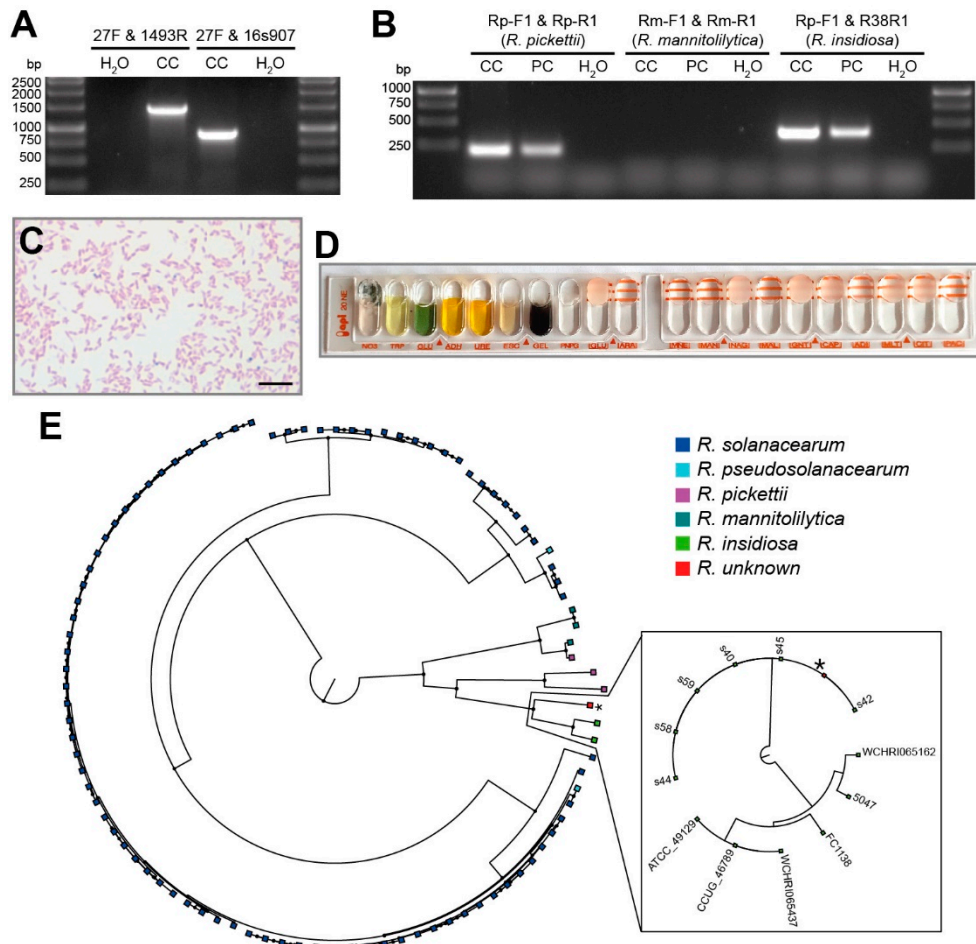 A
27F & 1493R 27F & 16s907
bp H₂O CC CC H₂O
2500
2000
1500
1000
750
500
250
B
Rp-F1 & Rp-R1 Rm-F1 & Rm-R1 Rp-F1 & R38R1
(R. pickettii) (R. mannitolilytica) (R. insidiosa)
bp CC PC H₂O CC PC H₂O CC PC H₂O
1000
750
500
250
C
D
api 20 NE
NO3 TRP GLU ADH URE ESC GEL PNPG |GLU| |ARA| |MNE| |MAN| |NAG| |MAL| |GNT| |CAP| |ADI| |MLT| |CIT| |PAC|
E
R. solanacearum
R. pseudosolanacearum
R. pickettii
R. mannitolilytica
R. insidiosa
R. unknown
*
s45
*
s40
s59
s42
s58
WCHRI065162
s44
5047
ATCC_49129
FC1138
CCUG_46789
WCHRI065437